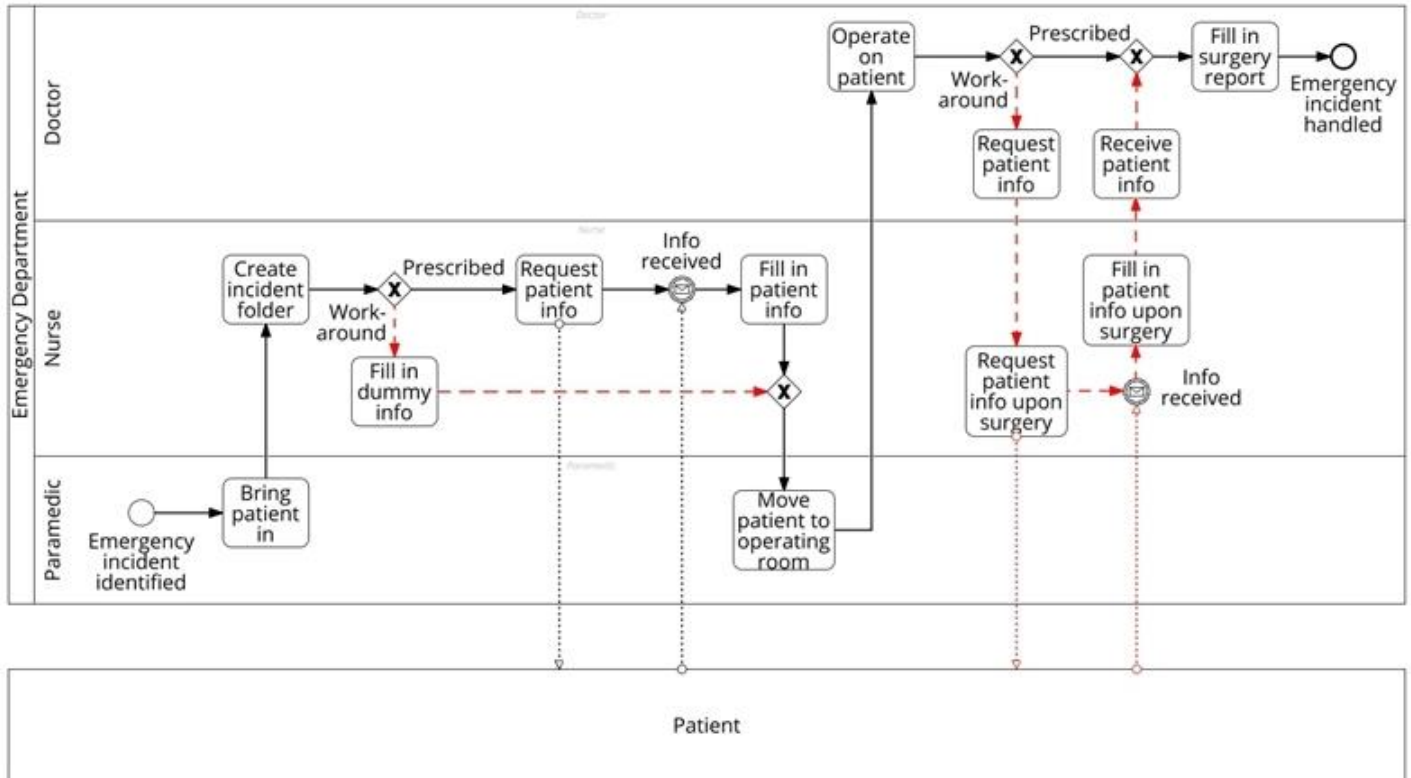 Doctor
Operate
on
patient
Prescribed
Work-
around
Fill in
surgery
report
Emergency
incident
handled
Request
patient
info
Receive
patient
info
Doctor
Emergency Department
Nurse
Nurse
Create
incident
folder
Prescribed
Work-
around
Request
patient
info
Info
received
Fill in
patient
info
Fill in
dummy
info
Fill in
patient
info upon
surgery
Request
patient
info upon
surgery
Info
received
Paramedic
Paramedic
Emergency
incident
identified
Bring
patient
in
Move
patient to
operating
room
Patient